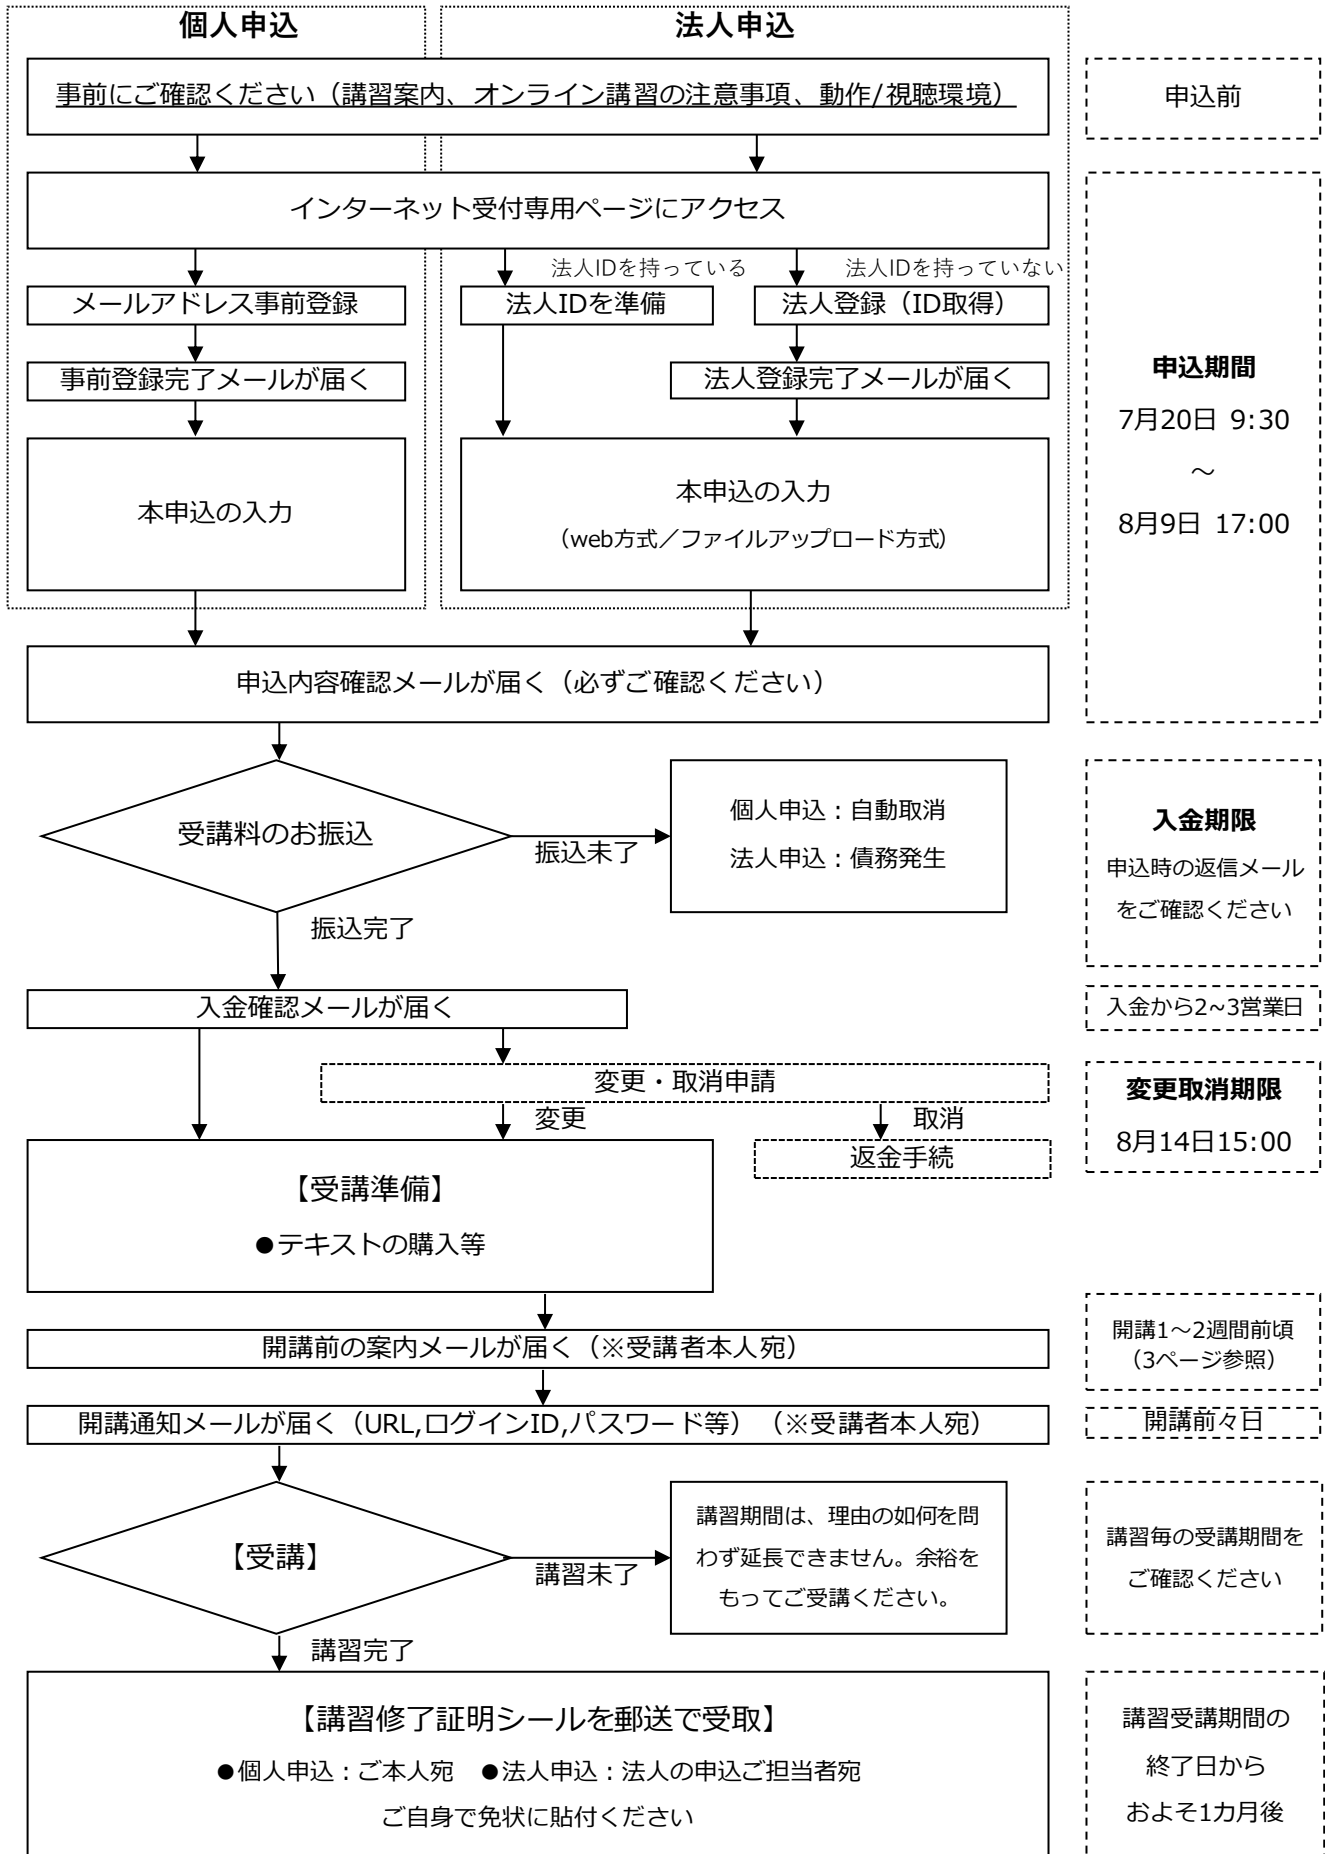 個人申込
法人申込
事前にご確認ください（講習案内、オンライン講習の注意事項、動作/視聴環境）
申込前
インターネット受付専用ページにアクセス
法人IDを持っている
法人IDを持っていない
メールアドレス事前登録
法人IDを準備
法人登録（ID取得）
事前登録完了メールが届く
法人登録完了メールが届く
本申込の入力
本申込の入力
（web方式／ファイルアップロード方式）
申込期間
7月20日 9:30
～
8月9日 17:00
申込内容確認メールが届く（必ずご確認ください）
受講料のお振込
振込未了
個人申込：自動取消
法人申込：債務発生
入金期限
申込時の返信メール
をご確認ください
振込完了
入金確認メールが届く
入金から2~3営業日
変更・取消申請
変更
取消
返金手続
変更取消期限
8月14日15:00
【受講準備】
●テキストの購入等
開講前の案内メールが届く（※受講者本人宛）
開講1～2週間前頃
（3ページ参照）
開講通知メールが届く（URL,ログインID,パスワード等）（※受講者本人宛）
開講前々日
【受講】
講習未了
講習期間は、理由の如何を問
わず延長できません。余裕を
もってご受講ください。
講習毎の受講期間を
ご確認ください
講習完了
【講習修了証明シールを郵送で受取】
●個人申込：ご本人宛　●法人申込：法人の申込ご担当者宛
ご自身で免状に貼付ください
講習受講期間の
終了日から
およそ1カ月後